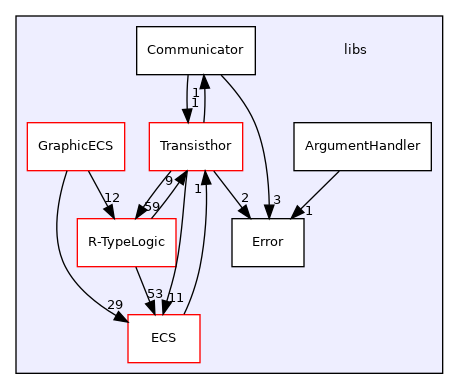 Communicator
libs
1
1
GraphicECS
Transisthor
ArgumentHandler
9
1
12
59
2
3
1
R-TypeLogic
Error
53
11
29
ECS